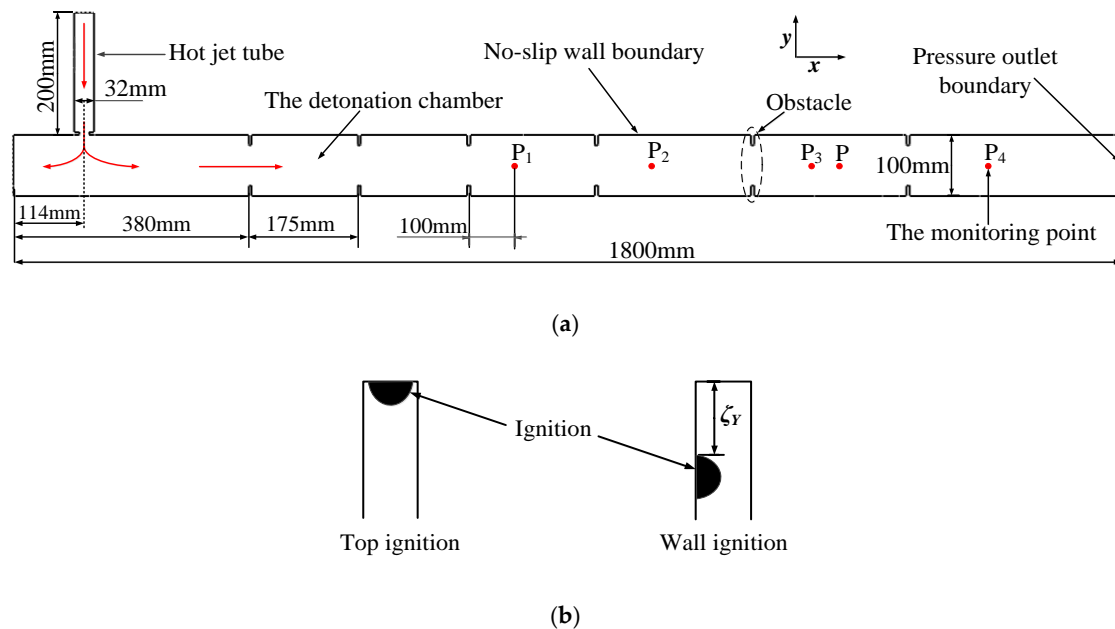 Hot jet tube
200mm
32mm
The detonation chamber
No-slip wall boundary
y
x
Obstacle
Pressure outlet
boundary
P1
P2
P3
P
P4
100mm
114mm
380mm
175mm
100mm
The monitoring point
1800mm
(a)
Ignition
ζY
Top ignition
Wall ignition
(b)